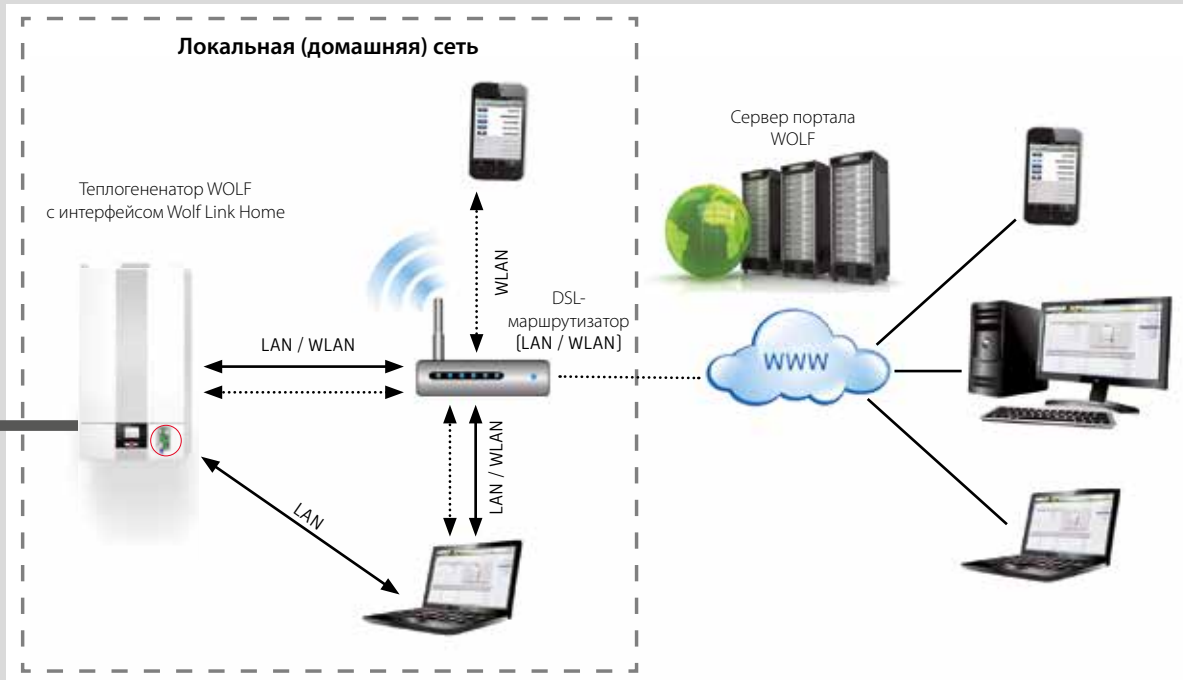 Локальная (домашняя) сеть
Сервер портала
WOLF
Теплогененатор WOLF
с интерфейсом Wolf Link Home
WLAN
DSL-
маршрутизатор
(LAN / WLAN)
LAN / WLAN
WWW
LAN / WLAN
LAN